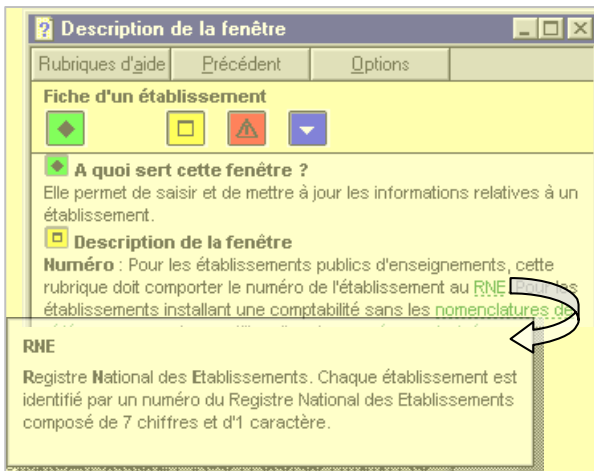 Description de la fenêtre
Rubriques d'aide Précédent Options
Fiche d'un établissement
A quoi sert cette fenêtre ?
Elle permet de saisir et de mettre à jour les informations relatives à un
établissement.
Description de la fenêtre
Numéro : Pour les établissements publics d'enseignements, cette
rubrique doit comporter le numéro de l'établissement au RNE. Pour les
établissements installant une comptabilité sans les nomenclatures de
RNE
Registre National des Etablissements. Chaque établissement est
identifié par un numéro du Registre National des Etablissements
composé de 7 chiffres et d'1 caractère.